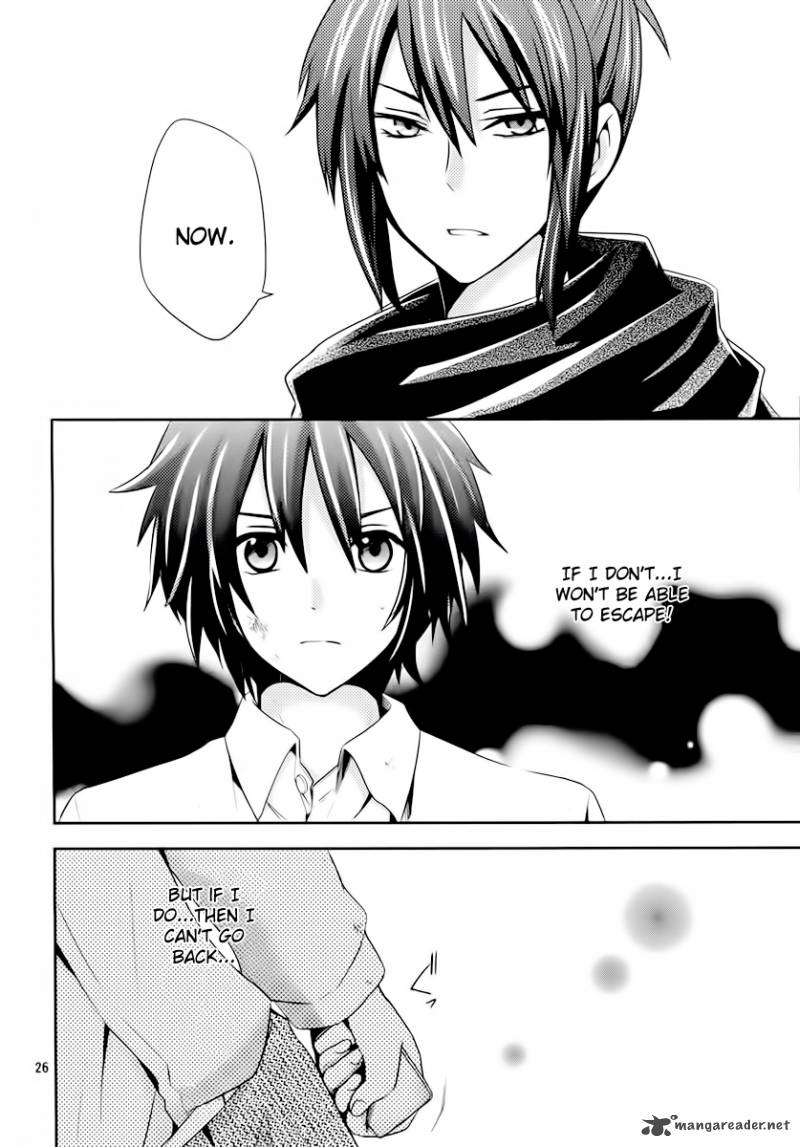 NOW.
IF I DON'T...I
WON'T BE ABLE
TO ESCAPE!
BUT IF I
DO...THEN I
CAN'T GO
BACK...
26
mangareader.net